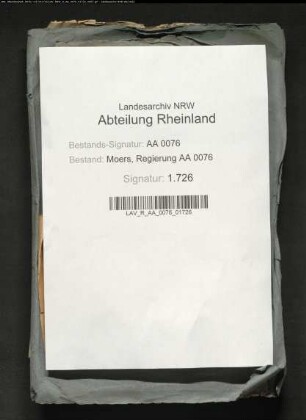 Landesarchiv NRW
Abteilung Rheinland
Bestands-Signatur: AA 0076
Bestand: Moers, Regierung AA 0076
Signatur: 1.726
LAV_R_AA_0076_01726